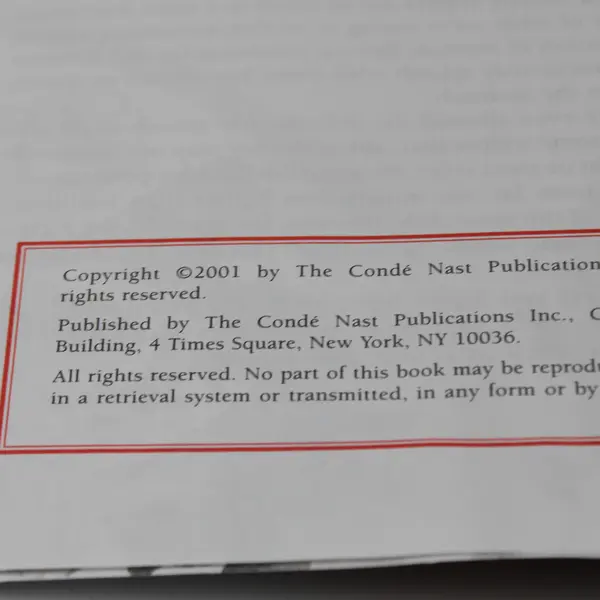 Copyright ©2001 by The Condé Nast Publication
rights reserved.
Published by The Condé Nast Publications Inc., C
Building, 4 Times Square, New York, NY 10036.
All rights reserved. No part of this book may be reprodu
in a retrieval system or transmitted, in any form or by